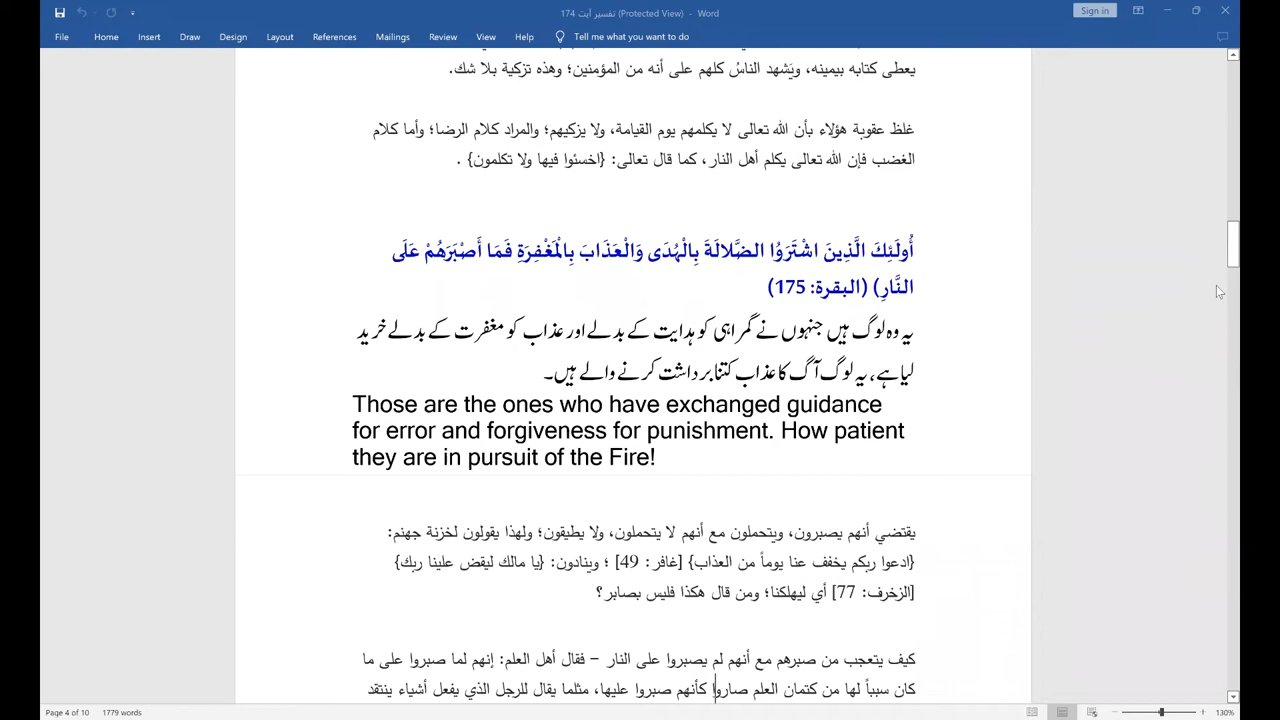 تفسير آيت 174 (Protected View) - Word
Sign in
File Home Insert Draw Design Layout References Mailings Review View Help Tell me what you want to do
يعطى كتابه بيمينه، ويَشهد الناسُ كلهم على أنه من المؤمنين؛ وهذه تزكية بلا شك.
غلظ عقوبة هؤلاء بأن الله تعالى لا يكلمهم يوم القيامة، ولا يزكيهم؛ والمراد كلام الرضا؛ وأما كلام
الغضب فإن الله تعالى يكلم أهل النار، كما قال تعالى: {اخسئوا فيها ولا تكلمون} .
أُولَئِكَ الَّذِينَ اشْتَرَوُا الضَّلالَةَ بِالْهُدَى وَالْعَذَابَ بِالْمَغْفِرَةِ فَمَا أَصْبَرَهُمْ عَلَى
النَّارِ) (البقرة: 175)
یہ وہ لوگ ہیں جنہوں نے گمراہی کو ہدایت کے بدلے اور عذاب کو مغفرت کے بدلے خرید
لیا ہے، یہ لوگ آگ کا عذاب کتنا برداشت کرنے والے ہیں۔
Those are the ones who have exchanged guidance
for error and forgiveness for punishment. How patient
they are in pursuit of the Fire!
يقتضي أنهم يصبرون، ويتحملون مع أنهم لا يتحملون، ولا يطيقون؛ ولهذا يقولون لخزنة جهنم:
{ادعوا ربكم يخفف عنا يوماً من العذاب} [غافر: 49] ؛ وينادون: {يا مالك ليقض علينا ربك}
[الزخرف: 77] أي ليهلكنا؛ ومن قال هكذا فليس بصابر؟
كيف يتعجب من صبرهم مع أنهم لم يصبروا على النار – فقال أهل العلم: إنهم لما صبروا على ما
كان سبباً لها من كتمان العلم صاروا كأنهم صبروا عليها، مثلما يقال للرجل الذي يفعل أشياء ينتقد
Page 4 of 10 1779 words 130%